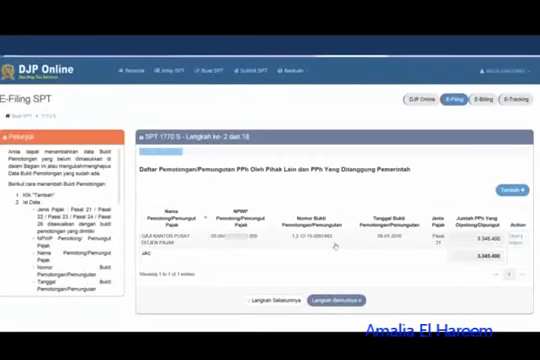 DJP Online
Beranda Arsip SPT Buat SPT Submit SPT Bantuan
E-Filing SPT
DJP Online E-Filing E-Billing E-Tracking
1770 S
Petunjuk
Anda dapat menambahkan data Bukti
Pemotongan yang belum dimasukkan di
dalam Bagian ini atau mengubah/menghapus
Data Bukti Pemotongan yang sudah ada.
Berikut cara menambah Bukti Pemotongan:
1. Klik "Tambah"
2. Isi Data
- Jenis Pajak / Pasal 21 / Pasal
22 / Pasal 23 / Pasal 24 / Pasal
26 disesuaikan dengan bukti
pemotongan yang dimiliki
- NPWP Pemotong/ Pemungut
Pajak
- Nama Pemotong/ Pemungut
Pajak
- Nomor Bukti
Pemotongan/Pemungutan
- Tanggal Bukti
Pemotongan/Pemungutan
SPT 1770 S - Langkah ke- 2 dari 18
Daftar Pemotongan/Pemungutan PPh Oleh Pihak Lain dan PPh Yang Ditanggung Pemerintah
Tambah +
Nama Pemotong/Pemungut Pajak
NPWP Pemotong/Pemungut Pajak
Nomor Bukti Pemotongan/Pemungutan
Tanggal Bukti Pemotongan/Pemungutan
Jenis Pajak
Jumlah PPh Yang Dipotong/Dipungut
Action
GAJI KANTOR PUSAT DITJEN PAJAK
Pasal 21
3.345.400
3.345.400
Showing 1 to 1 of 1 entries
1
Langkah Sebelumnya Langkah Berikutnya
Amalia El Hareem